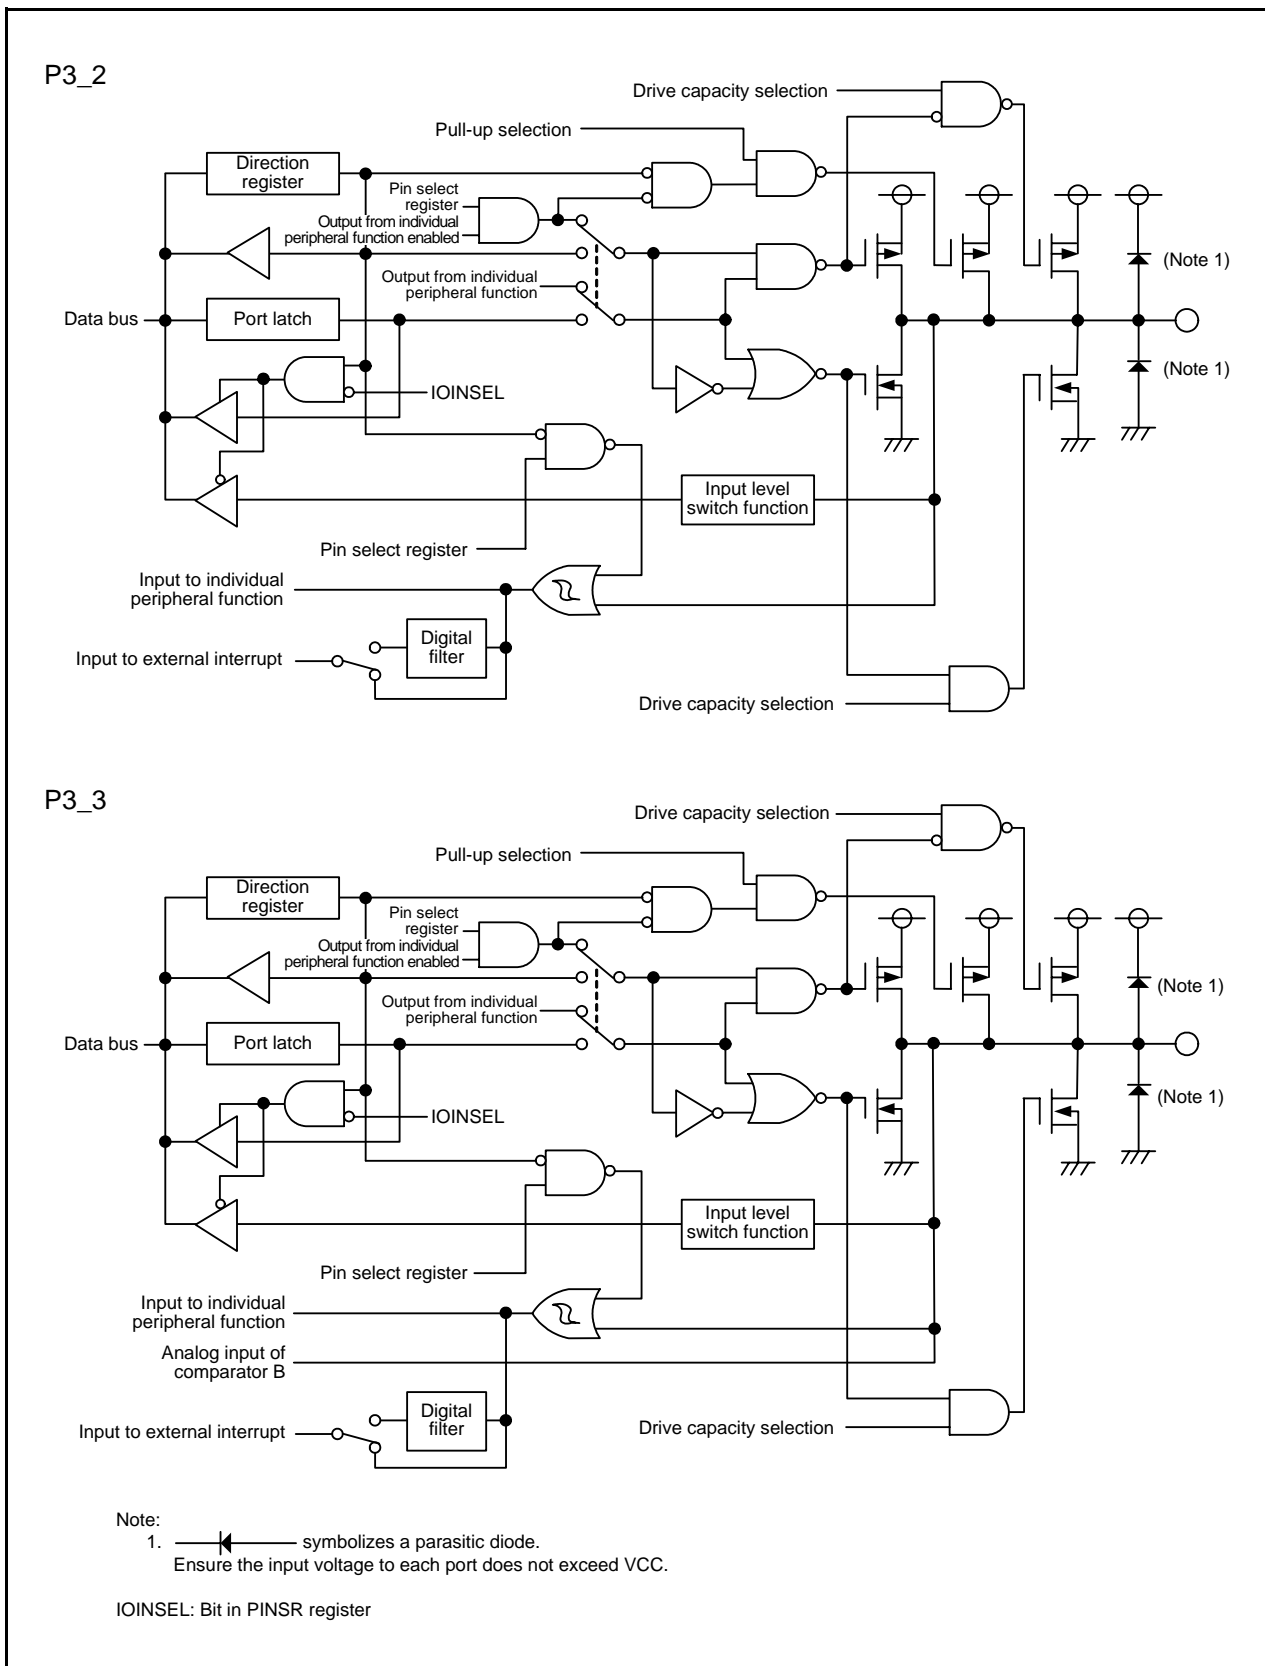 P3_2
Drive capacity selection
Pull-up selection
Direction
register
Pin select
register
Output from individual
peripheral function enabled
Output from individual
peripheral function
(Note 1)
Data bus
Port latch
(Note 1)
IOINSEL
Input level
switch function
Pin select register
Input to individual
peripheral function
Digital
filter
Input to external interrupt
Drive capacity selection
P3_3
Drive capacity selection
Pull-up selection
Direction
register
Pin select
register
Output from individual
peripheral function enabled
Output from individual
peripheral function
(Note 1)
Data bus
Port latch
(Note 1)
IOINSEL
Input level
switch function
Pin select register
Input to individual
peripheral function
Analog input of
comparator B
Digital
filter
Input to external interrupt
Drive capacity selection
Note:
1. symbolizes a parasitic diode.
Ensure the input voltage to each port does not exceed VCC.
IOINSEL: Bit in PINSR register